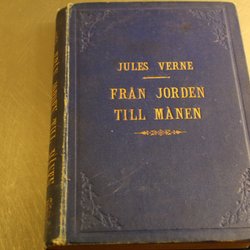 JULES VERNE
FRÅN JORDEN
TILL MÅNEN